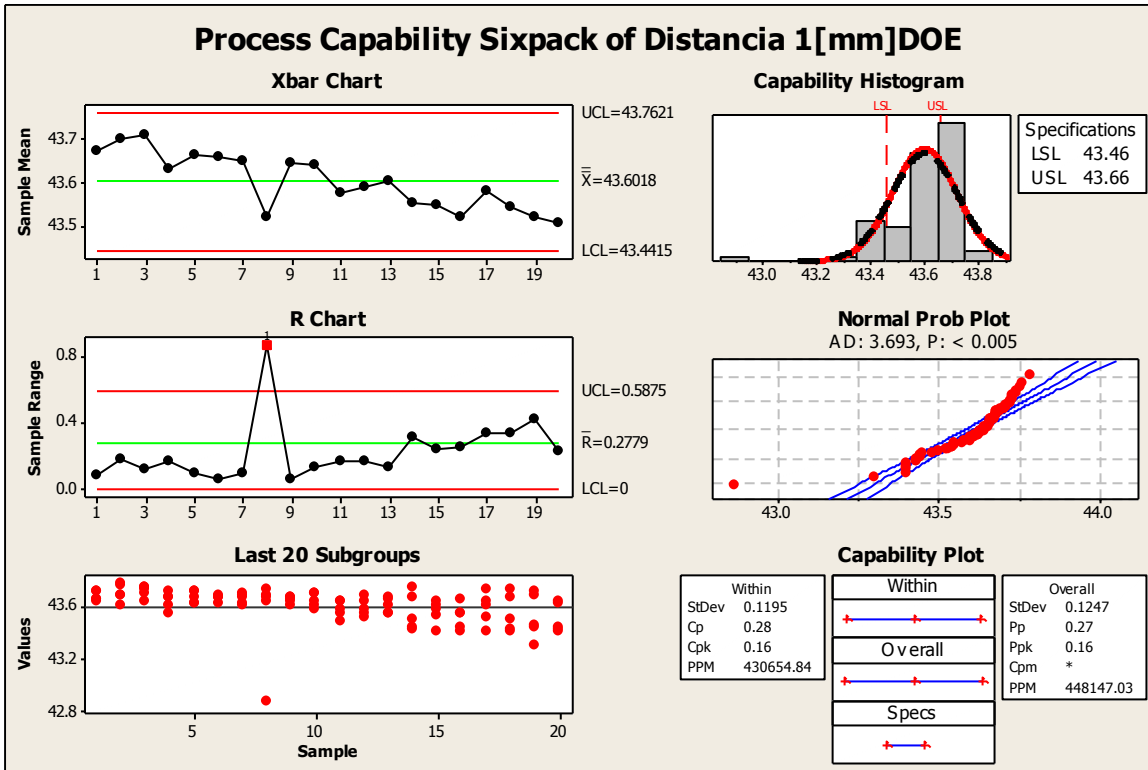 Process Capability Sixpack of Distancia 1[mm]DOE
Xbar Chart
Sample Mean
43.7
43.6
43.5
1 3 5 7 9 11 13 15 17 19
UCL=43.7621
X=43.6018
LCL=43.4415
Capability Histogram
LSL USL
43.0 43.2 43.4 43.6 43.8
Specifications
LSL 43.46
USL 43.66
R Chart
Sample Range
0.8
0.4
0.0
1
1 3 5 7 9 11 13 15 17 19
UCL=0.5875
R=0.2779
LCL=0
Normal Prob Plot
AD: 3.693, P: < 0.005
43.0 43.5 44.0
Last 20 Subgroups
Values
43.6
43.2
42.8
5 10 15 20
Sample
Capability Plot
Within
StDev 0.1195
Cp 0.28
Cpk 0.16
PPM 430654.84
Within
Overall
Specs
Overall
StDev 0.1247
Pp 0.27
Ppk 0.16
Cpm *
PPM 448147.03